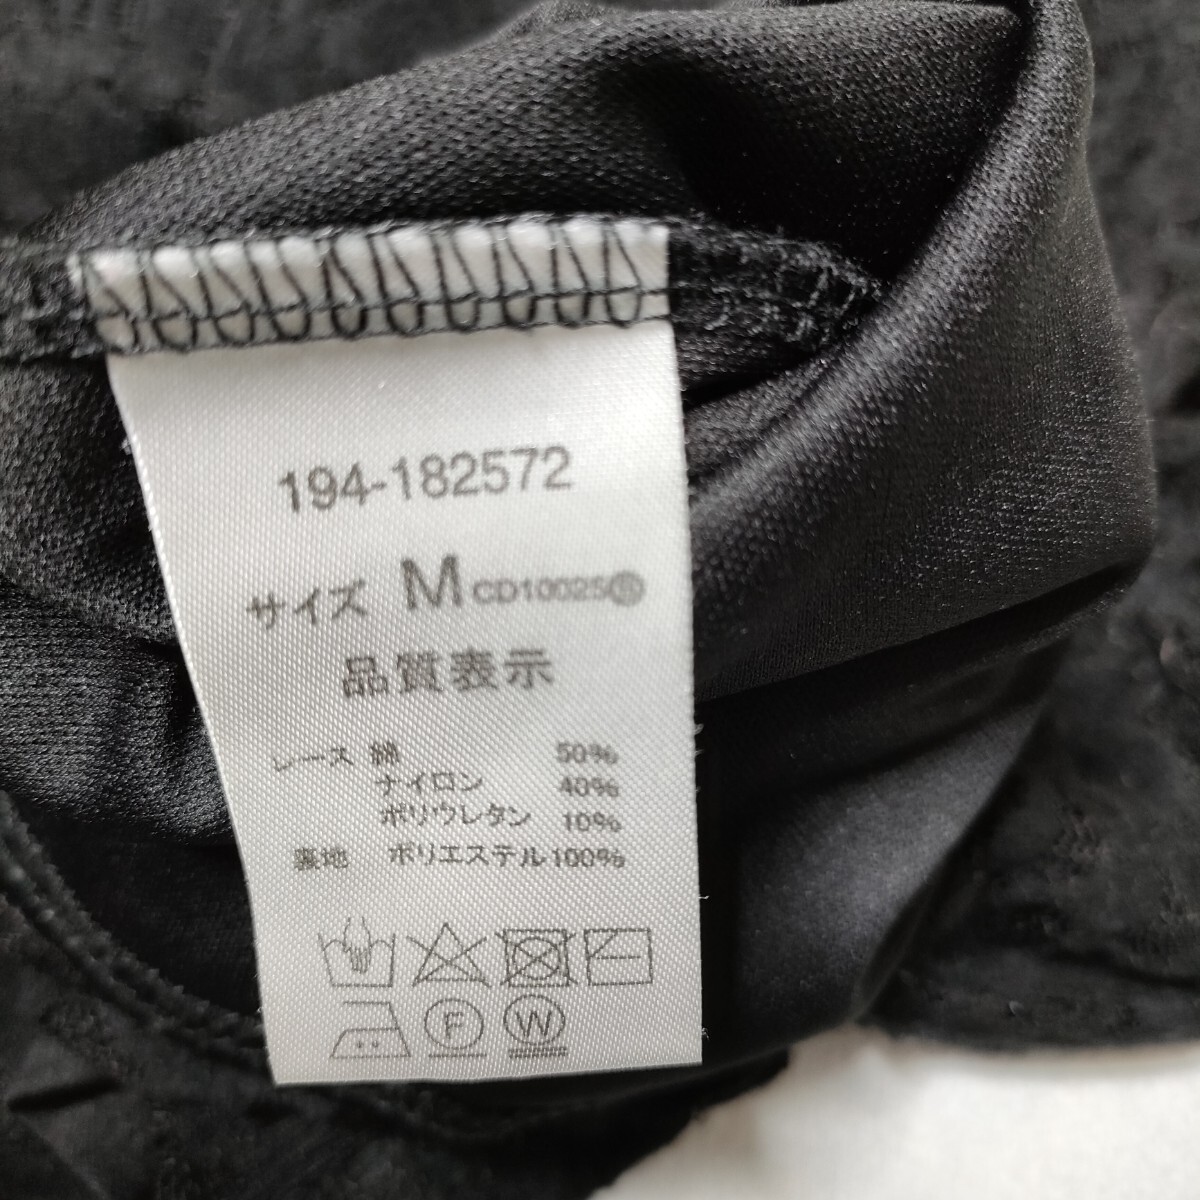 194-182572
サイズ M CD10025Ⓢ
品質表示
レース 綿 50%
ナイロン 40%
ポリウレタン 10%
裏地 ポリエステル100%
F W